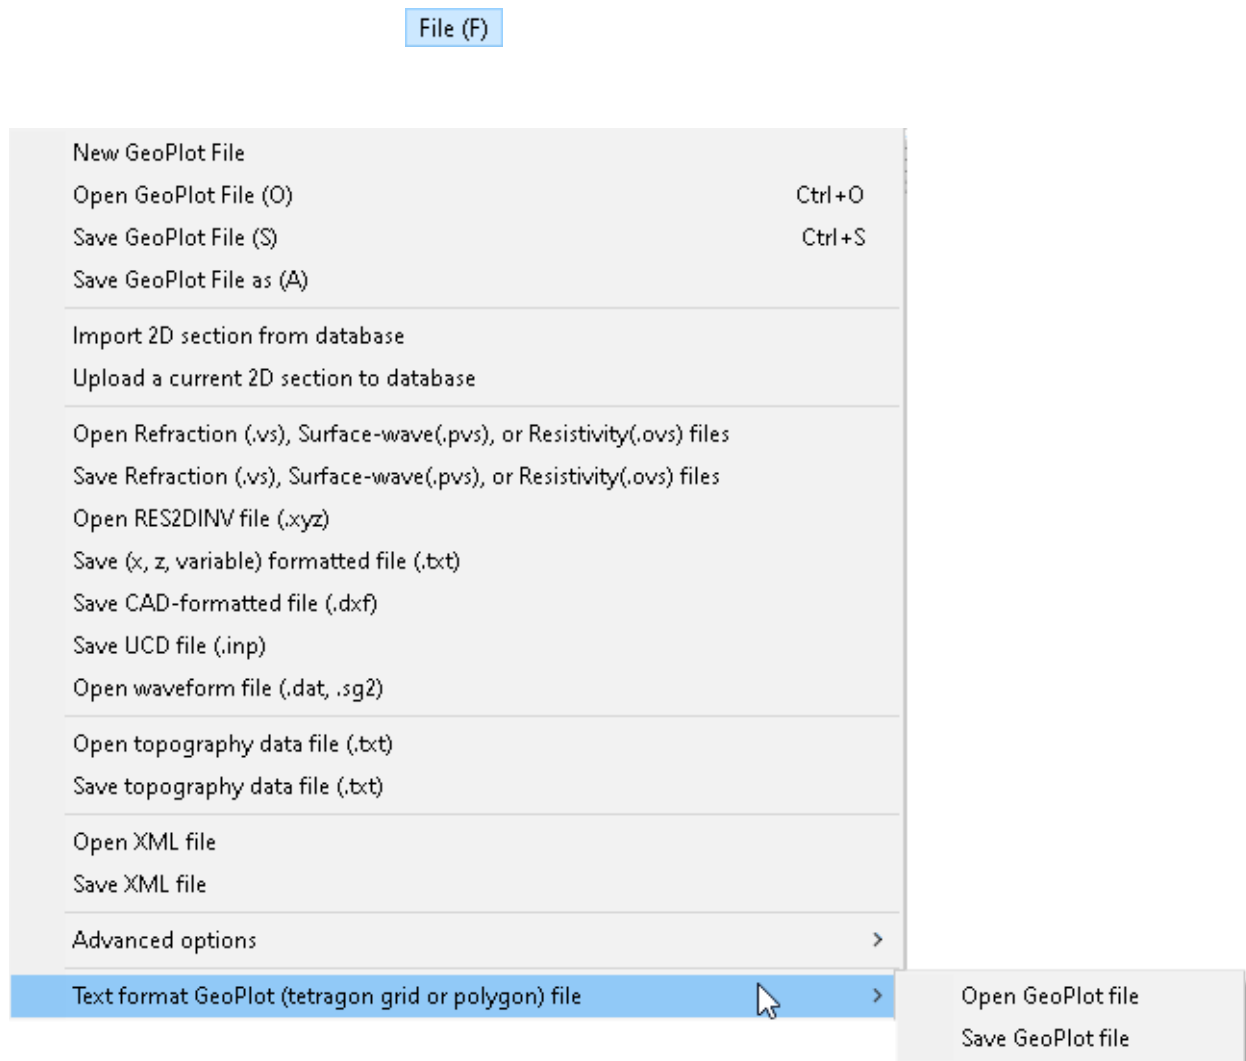 File (F)
New GeoPlot File
Open GeoPlot File (O) Ctrl+O
Save GeoPlot File (S) Ctrl+S
Save GeoPlot File as (A)
Import 2D section from database
Upload a current 2D section to database
Open Refraction (.vs), Surface-wave(.pvs), or Resistivity(.ovs) files
Save Refraction (.vs), Surface-wave(.pvs), or Resistivity(.ovs) files
Open RES2DINV file (.xyz)
Save (x, z, variable) formatted file (.txt)
Save CAD-formatted file (.dxf)
Save UCD file (.inp)
Open waveform file (.dat, .sg2)
Open topography data file (.txt)
Save topography data file (.txt)
Open XML file
Save XML file
Advanced options
Text format GeoPlot (tetragon grid or polygon) file
Open GeoPlot file
Save GeoPlot file